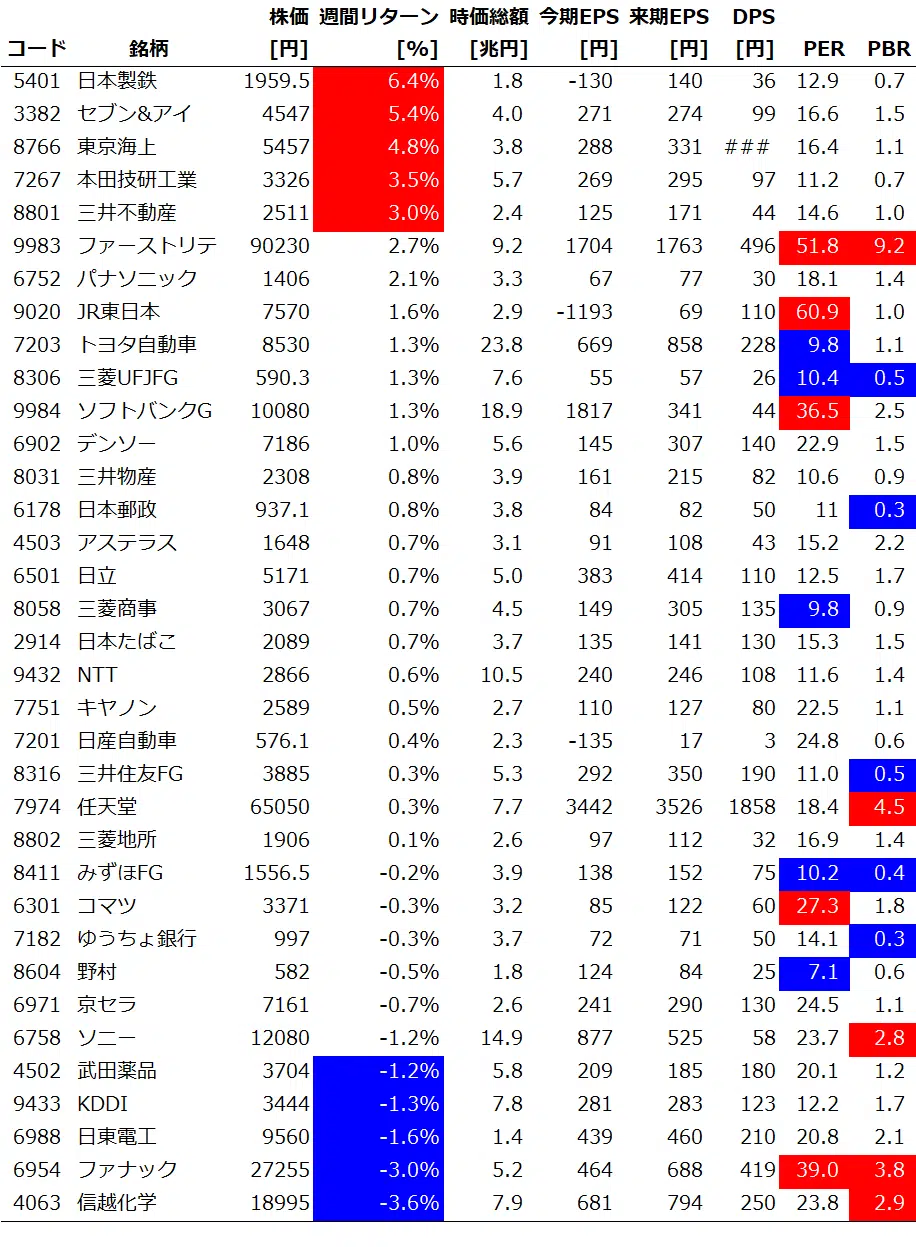 株価 週間リターン 時価総額 今期EPS 来期EPS DPS
コード 銘柄 [円] [%] [兆円] [円] [円] [円] PER PBR
5401 日本製鉄 1959.5 6.4% 1.8 -130 140 36 12.9 0.7
3382 セブン&アイ 4547 5.4% 4.0 271 274 99 16.6 1.5
8766 東京海上 5457 4.8% 3.8 288 331 ### 16.4 1.1
7267 本田技研工業 3326 3.5% 5.7 269 295 97 11.2 0.7
8801 三井不動産 2511 3.0% 2.4 125 171 44 14.6 1.0
9983 ファーストリテ 90230 2.7% 9.2 1704 1763 496 51.8 9.2
6752 パナソニック 1406 2.1% 3.3 67 77 30 18.1 1.4
9020 JR東日本 7570 1.6% 2.9 -1193 69 110 60.9 1.0
7203 トヨタ自動車 8530 1.3% 23.8 669 858 228 9.8 1.1
8306 三菱UFJFG 590.3 1.3% 7.6 55 57 26 10.4 0.5
9984 ソフトバンクG 10080 1.3% 18.9 1817 341 44 36.5 2.5
6902 デンソー 7186 1.0% 5.6 145 307 140 22.9 1.5
8031 三井物産 2308 0.8% 3.9 161 215 82 10.6 0.9
6178 日本郵政 937.1 0.8% 3.8 84 82 50 11 0.3
4503 アステラス 1648 0.7% 3.1 91 108 43 15.2 2.2
6501 日立 5171 0.7% 5.0 383 414 110 12.5 1.7
8058 三菱商事 3067 0.7% 4.5 149 305 135 9.8 0.9
2914 日本たばこ 2089 0.7% 3.7 135 141 130 15.3 1.5
9432 NTT 2866 0.6% 10.5 240 246 108 11.6 1.4
7751 キヤノン 2589 0.5% 2.7 110 127 80 22.5 1.1
7201 日産自動車 576.1 0.4% 2.3 -135 17 3 24.8 0.6
8316 三井住友FG 3885 0.3% 5.3 292 350 190 11.0 0.5
7974 任天堂 65050 0.3% 7.7 3442 3526 1858 18.4 4.5
8802 三菱地所 1906 0.1% 2.6 97 112 32 16.9 1.4
8411 みずほFG 1556.5 -0.2% 3.9 138 152 75 10.2 0.4
6301 コマツ 3371 -0.3% 3.2 85 122 60 27.3 1.8
7182 ゆうちょ銀行 997 -0.3% 3.7 72 71 50 14.1 0.3
8604 野村 582 -0.5% 1.8 124 84 25 7.1 0.6
6971 京セラ 7161 -0.7% 2.6 241 290 130 24.5 1.1
6758 ソニー 12080 -1.2% 14.9 877 525 58 23.7 2.8
4502 武田薬品 3704 -1.2% 5.8 209 185 180 20.1 1.2
9433 KDDI 3444 -1.3% 7.8 281 283 123 12.2 1.7
6988 日東電工 9560 -1.6% 1.4 439 460 210 20.8 2.1
6954 ファナック 27255 -3.0% 5.2 464 688 419 39.0 3.8
4063 信越化学 18995 -3.6% 7.9 681 794 250 23.8 2.9